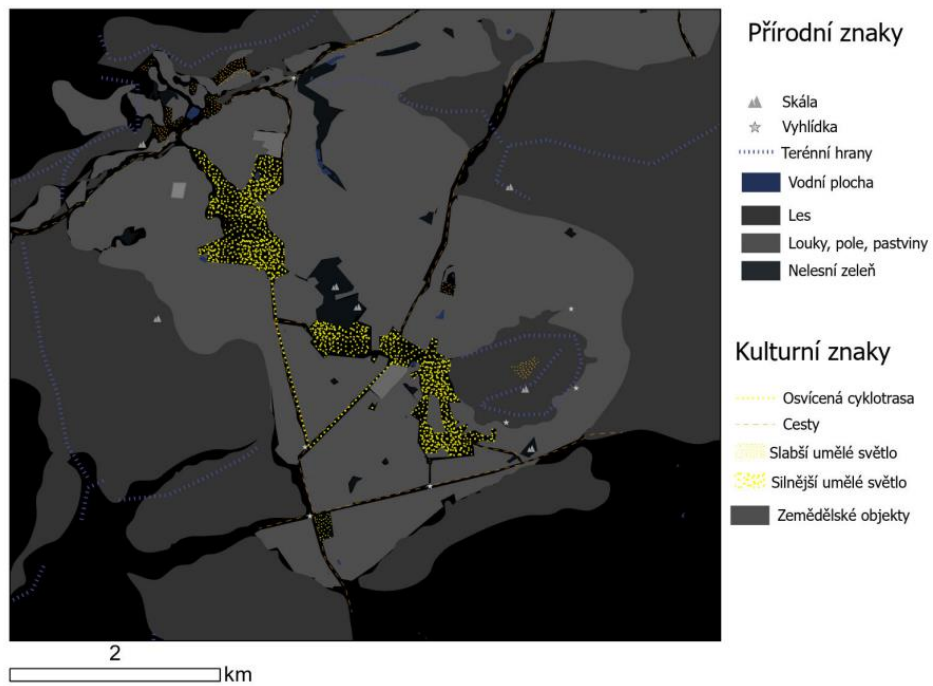 Přírodní znaky
Skála
Vyhlídka
Terénní hrany
Vodní plocha
Les
Louky, pole, pastviny
Nelesní zeleň
Kulturní znaky
Osvícená cyklotrasa
Cesty
Slabší umělé světlo
Silnější umělé světlo
Zemědělské objekty
2
km